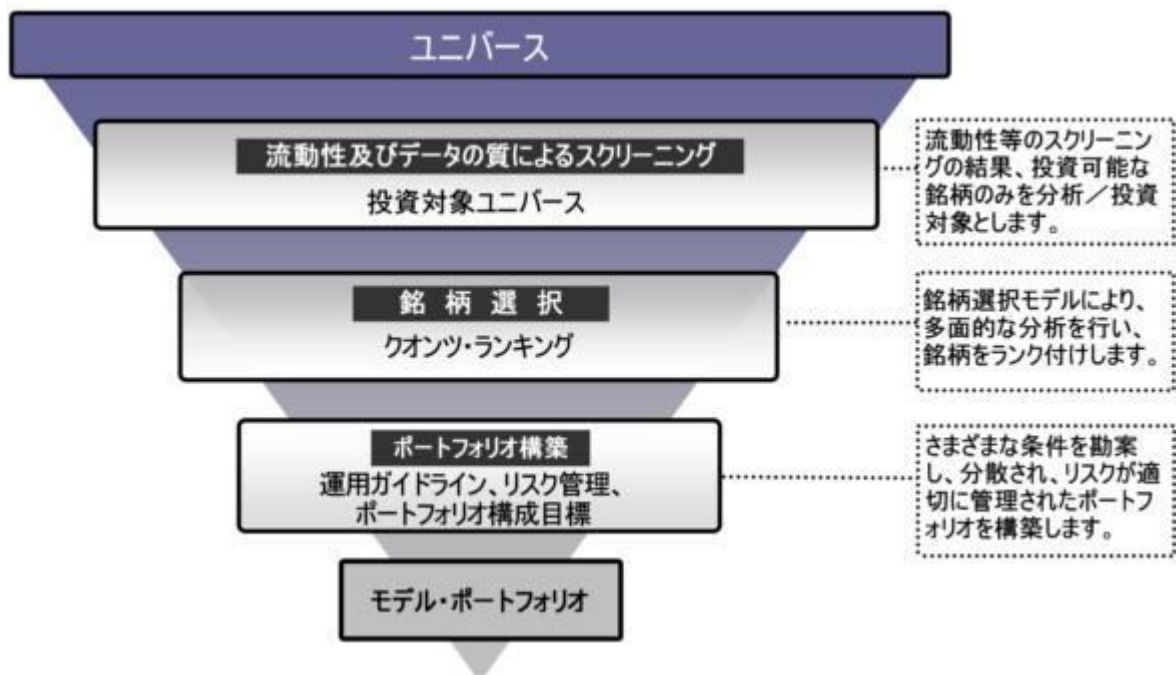 ユニバース
流動性及びデータの質によるスクリーニング
投資対象ユニバース
流動性等のスクリーニン
グの結果、投資可能な
銘柄のみを分析／投資
対象とします。
銘柄選択
クオンツ・ランキング
銘柄選択モデルにより、
多面的な分析を行い、
銘柄をランク付けします。
ポートフォリオ構築
運用ガイドライン、リスク管理、
ポートフォリオ構成目標
さまざまな条件を勘案
し、分散され、リスクが適
切に管理されたポートフ
ォリオを構築します。
モデル・ポートフォリオ